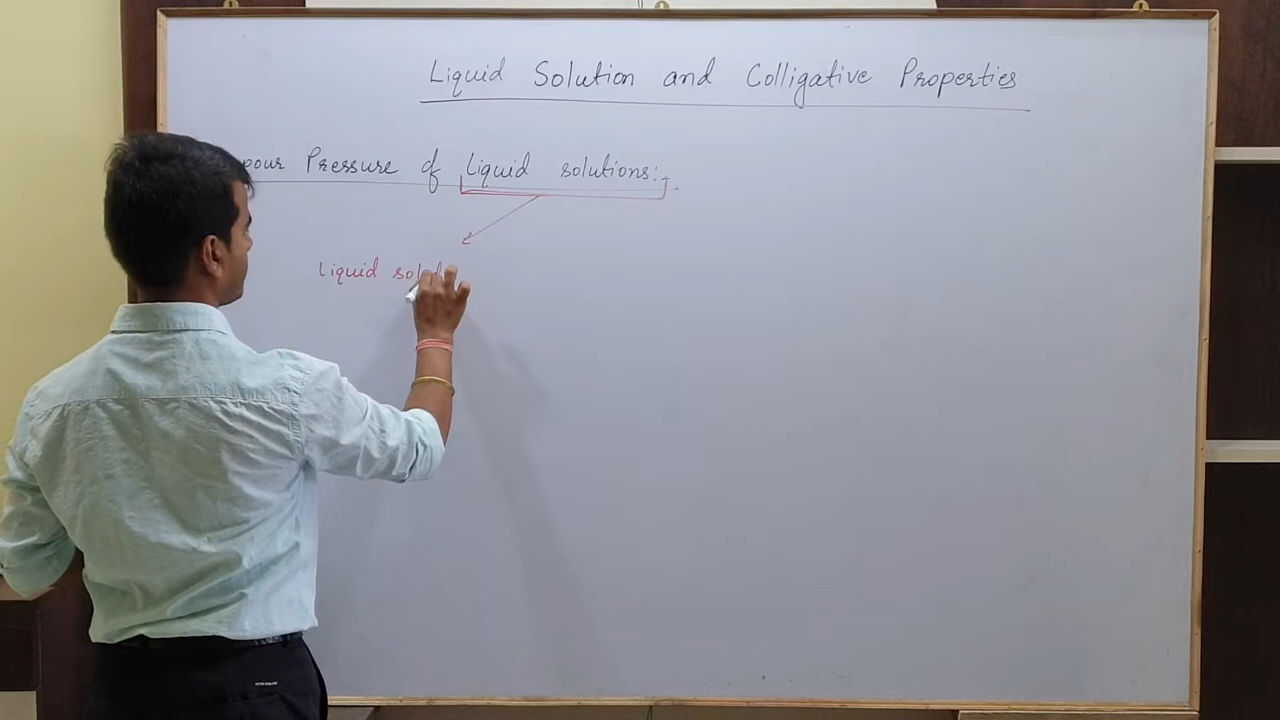 Liquid Solution and Colligative Properties
pour Pressure of Liquid solutions:-
Liquid